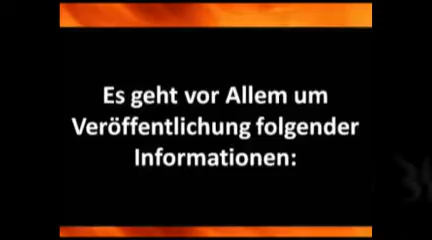 Es geht vor Allem um
Veröffentlichung folgender
Informationen: